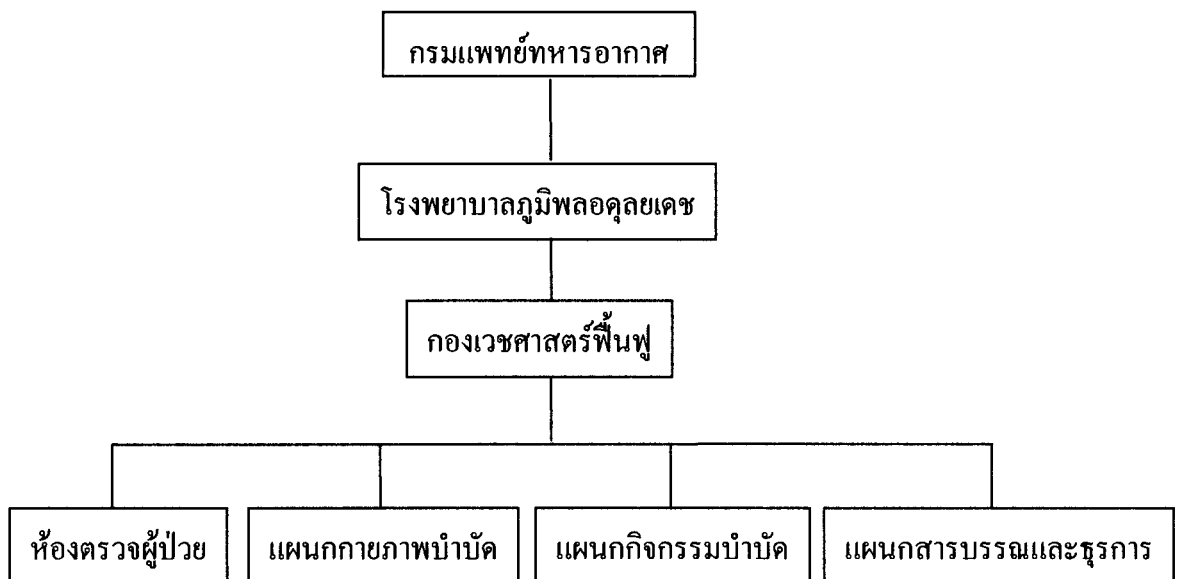 กรมแพทย์ทหารอากาศ
โรงพยาบาลภูมิพลอดุลยเดช
กองเวชศาสตร์ฟื้นฟู
ห้องตรวจผู้ป่วย
แผนกกายภาพบำบัด
แผนกกิจกรรมบำบัด
แผนกสารบรรณและธุรการ